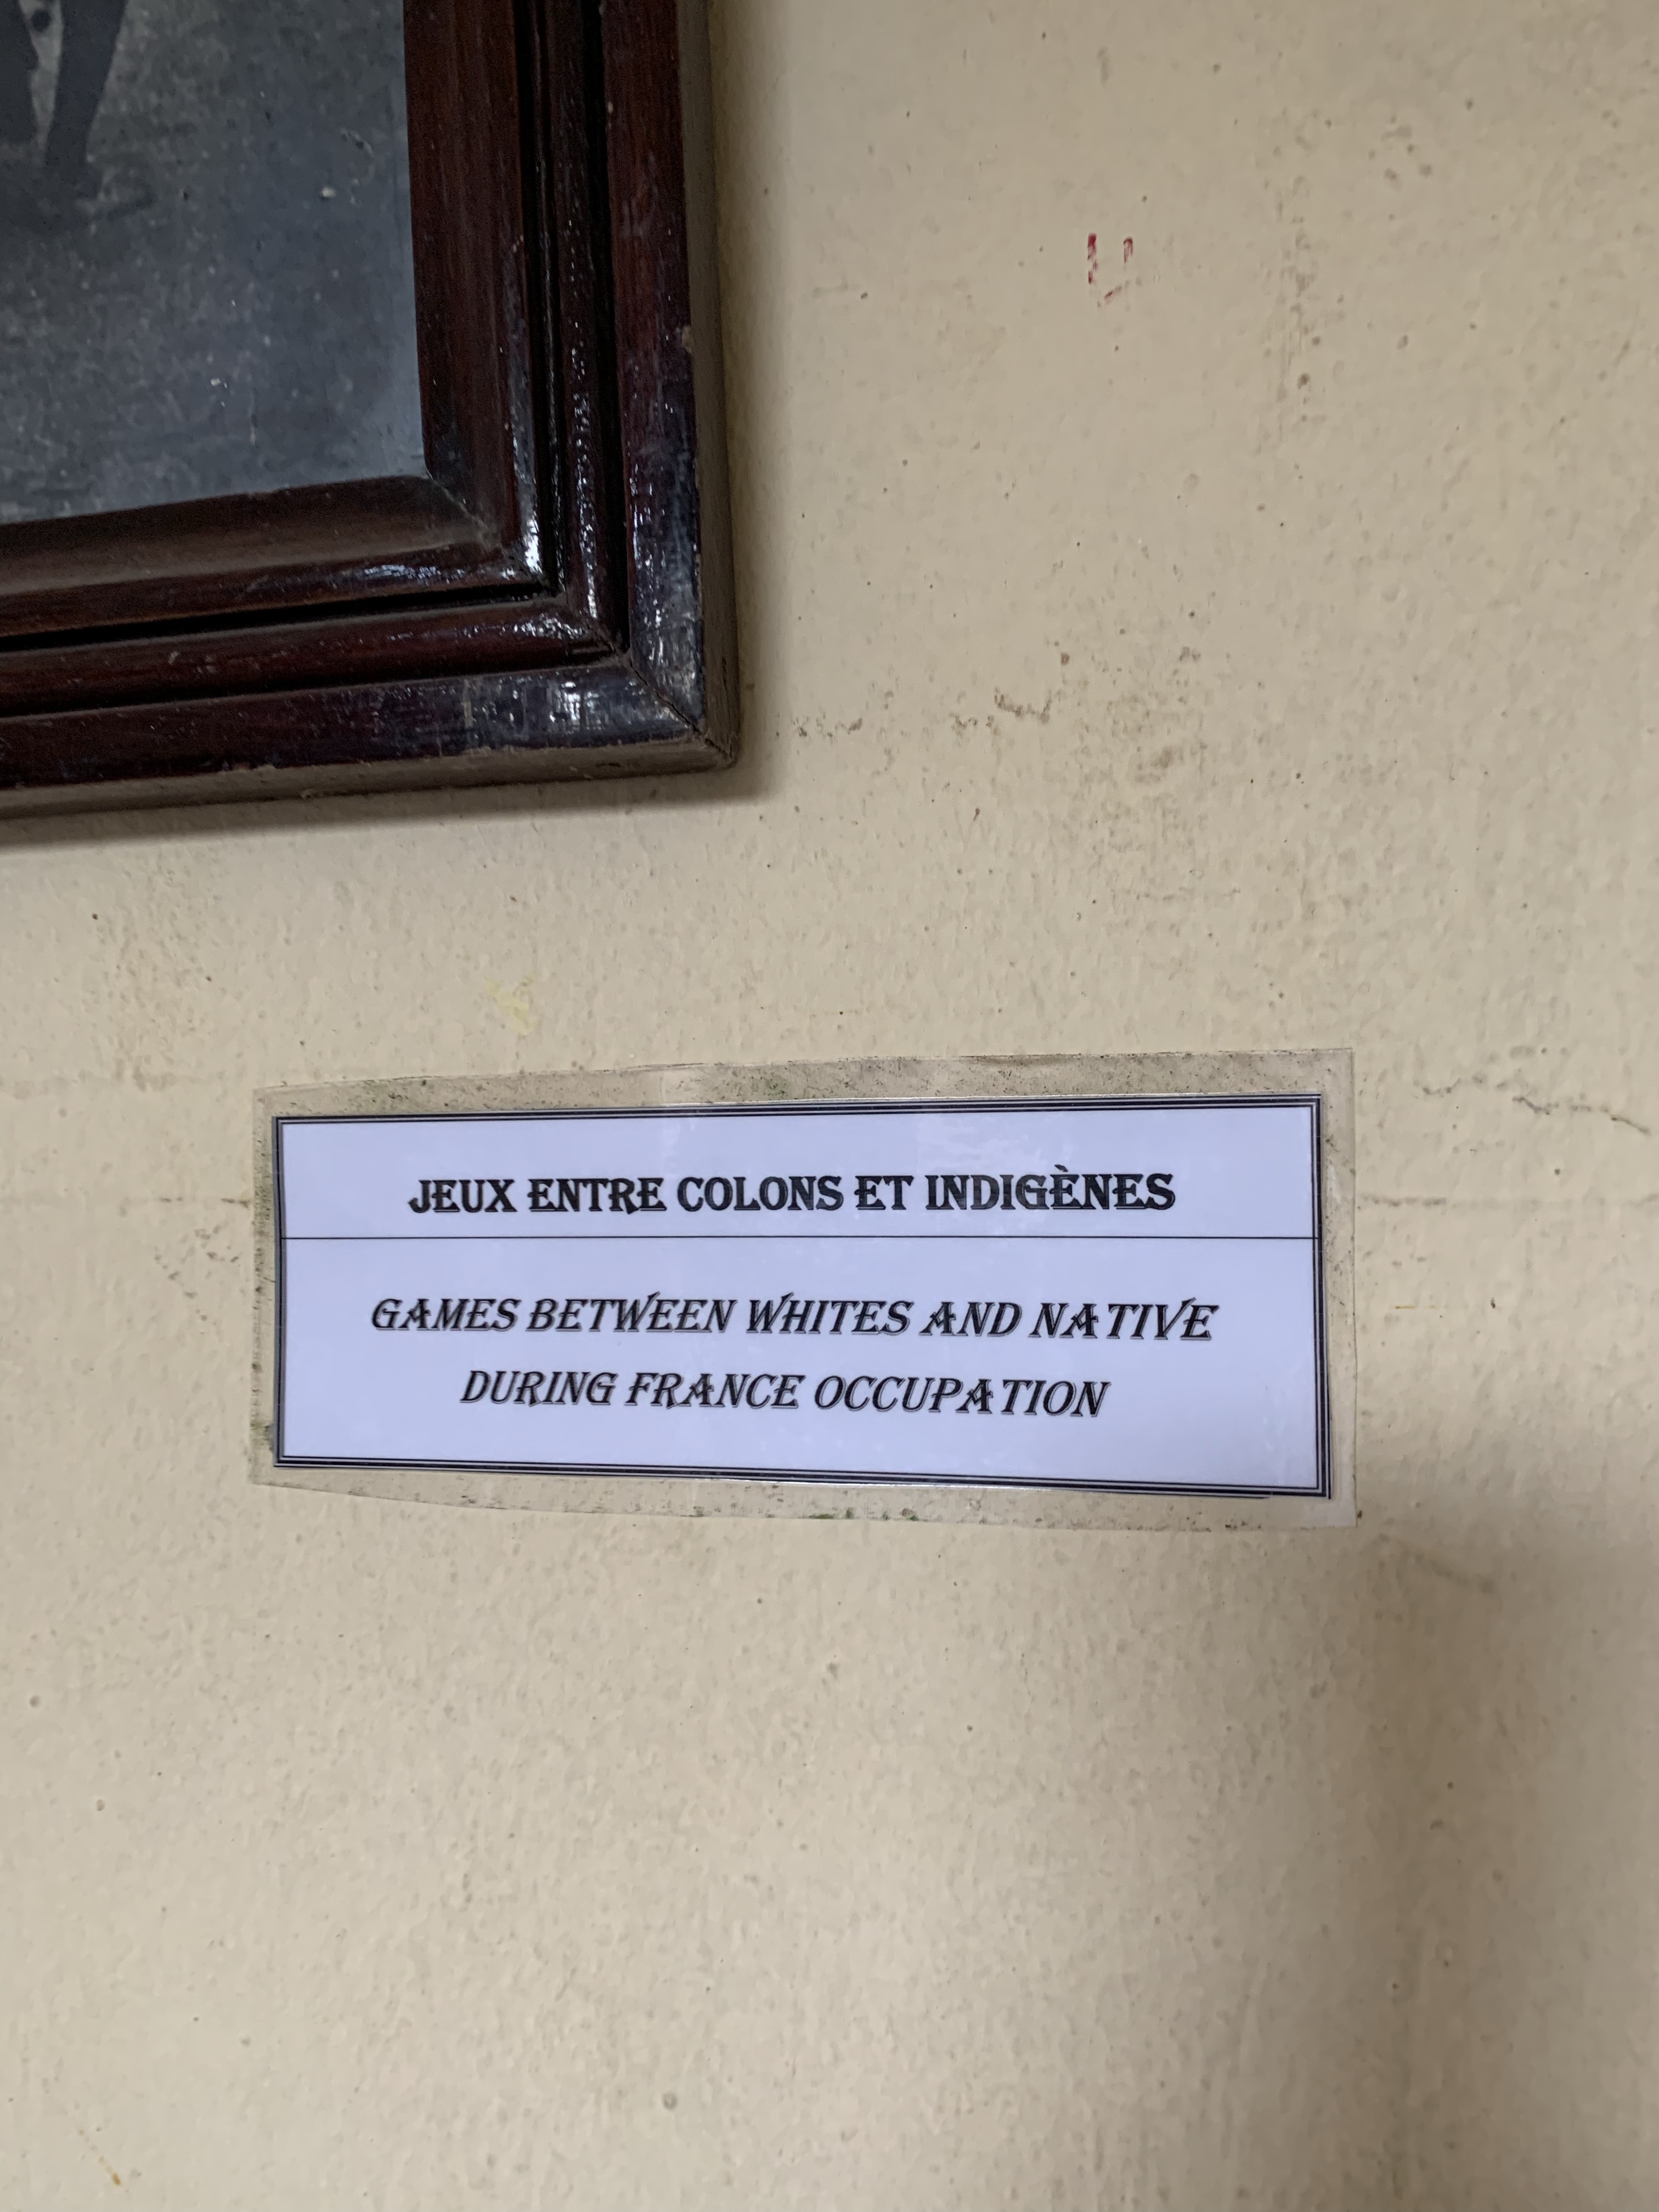 JEUX ENTRE COLONS ET INDIGÈNES
GAMES BETWEEN WHITES AND NATIVE
DURING FRANCE OCCUPATION